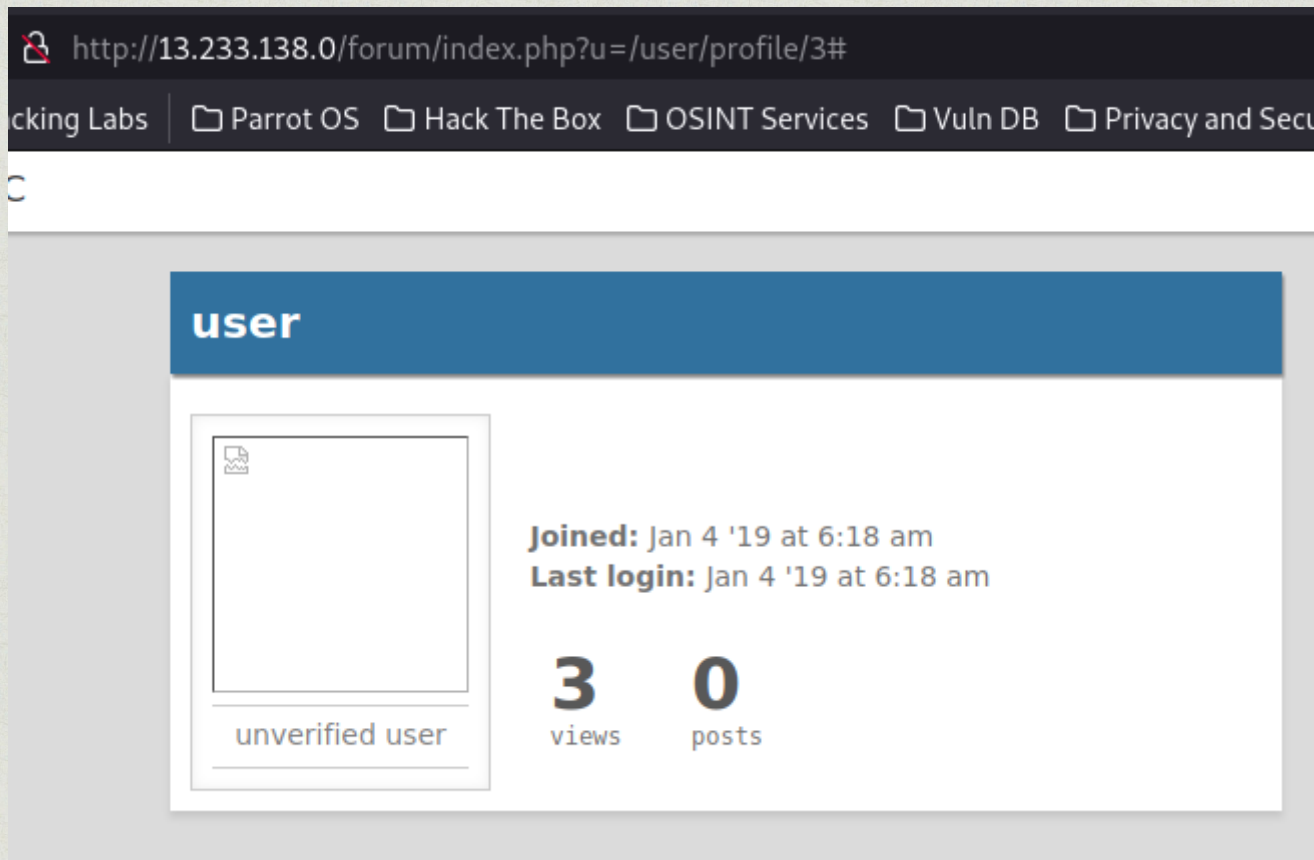 http://13.233.138.0/forum/index.php?u=/user/profile/3#
cking Labs Parrot OS Hack The Box OSINT Services Vuln DB Privacy and Secu
C
user
Joined: Jan 4 '19 at 6:18 am
Last login: Jan 4 '19 at 6:18 am
3 0
views posts
unverified user